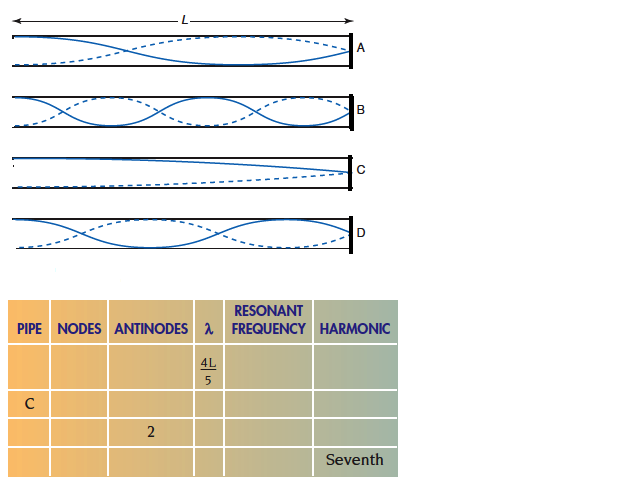 L
A
B
C
D
RESONANT
PIPE NODES ANTINODES λ FREQUENCY HARMONIC
4L
5
C
2
Seventh